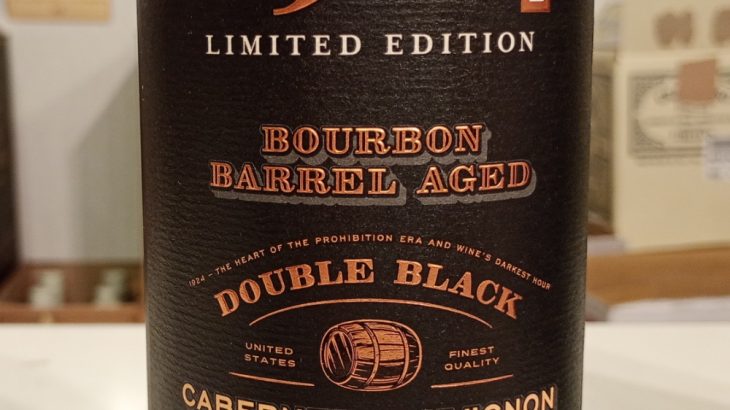 LIMITED EDITION
BOURBON
BARREL AGED
1924 - THE HEART OF THE PROHIBITION ERA AND WINE'S DARKEST HOUR
DOUBLE BLACK
UNITED
STATES
FINEST
QUALITY